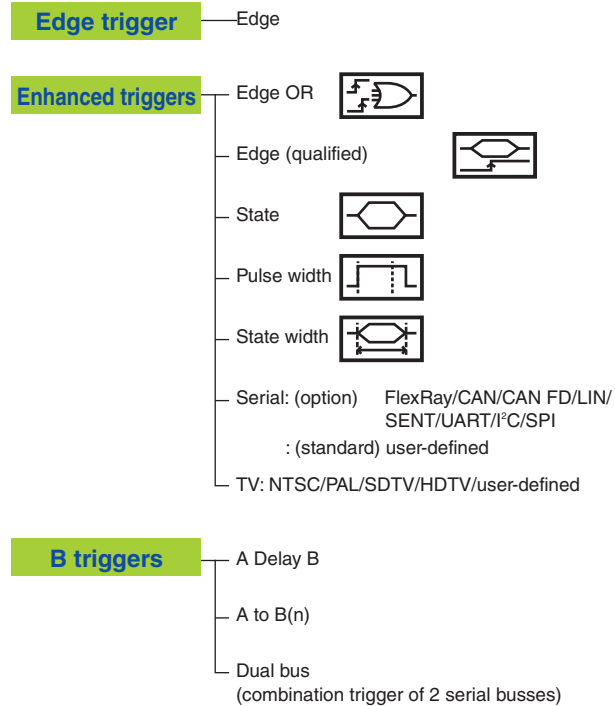 Edge trigger
Edge
Enhanced triggers
Edge OR
Edge (qualified)
State
Pulse width
State width
Serial: (option) FlexRay/CAN/CAN FD/LIN/
SENT/UART/I²C/SPI
: (standard) user-defined
TV: NTSC/PAL/SDTV/HDTV/user-defined
B triggers
A Delay B
A to B(n)
Dual bus
(combination trigger of 2 serial busses)